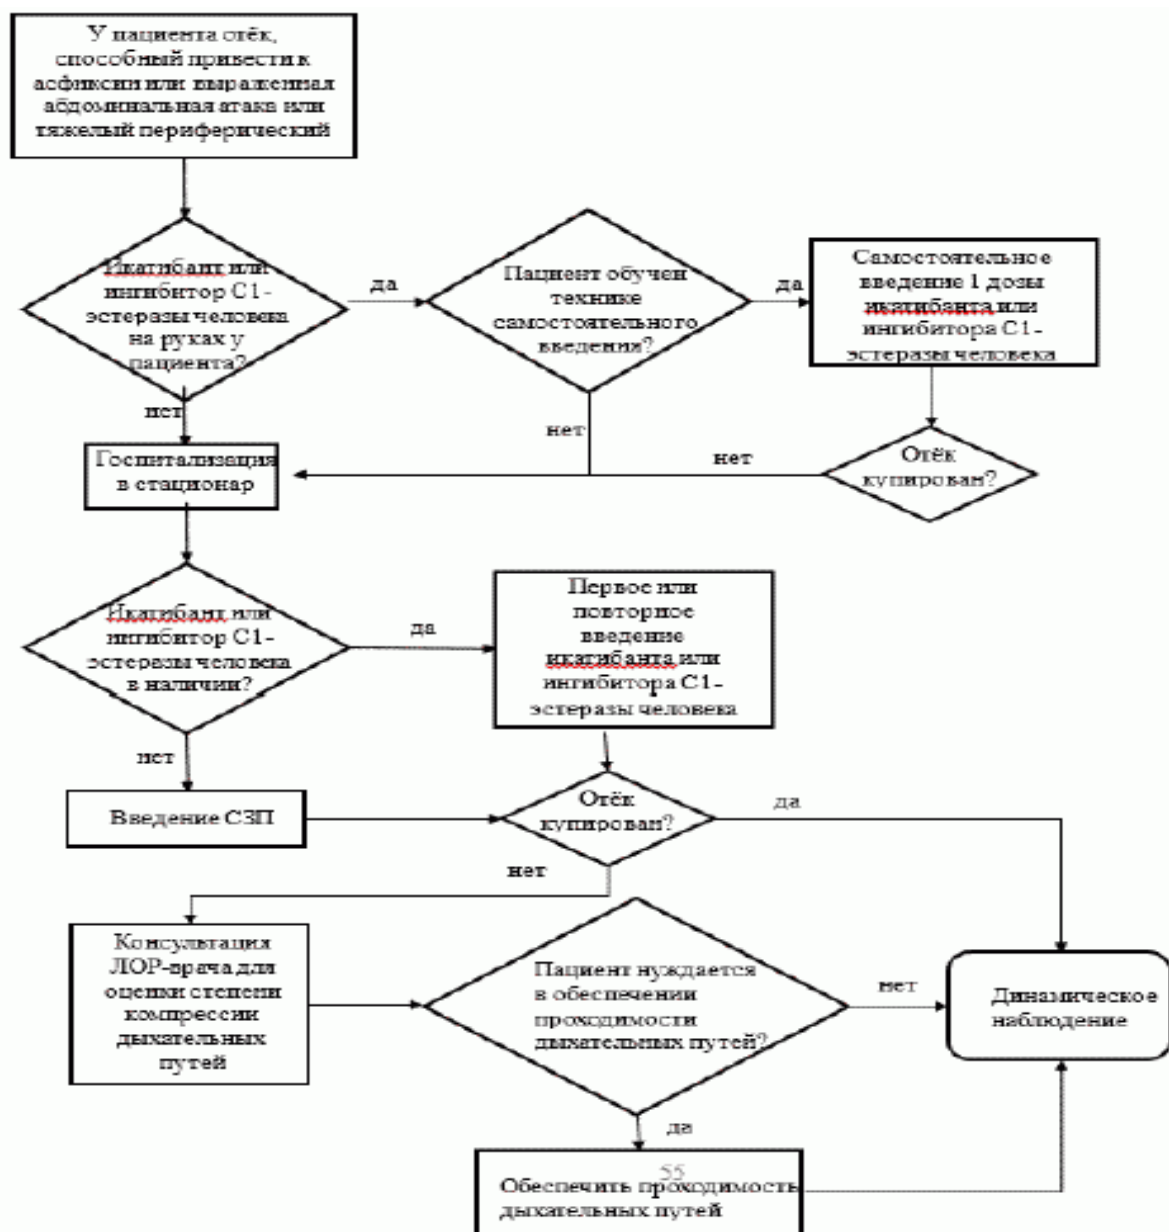 У пациента отёк,
способный привести к
асфиксии или выраженная
абдоминальная атака или
тяжелый периферический
Икатибант или
ингибитор С1-
эстеразы человека
на руках у
пациента?
да
Пациент обучен
технике
самостоятельного
введения?
да
Самостоятельное
введение 1 дозы
икатибанта или
ингибитора С1-
эстеразы человека
нет
нет
нет
Отёк
купирован?
Госпитализация
в стационар
Икатибант или
ингибитор С1-
эстеразы человека
в наличии?
да
Первое или
повторное
введение
икатибанта или
ингибитора С1-
эстеразы человека
нет
Введение СЗП
Отёк
купирован?
да
нет
Консультация
ЛОР-врача для
оценки степени
компрессии
дыхательных
путей
Пациент нуждается
в обеспечении
проходимости
дыхательных путей?
нет
Динамическое
наблюдение
да
55
Обеспечить проходимость
дыхательных путей